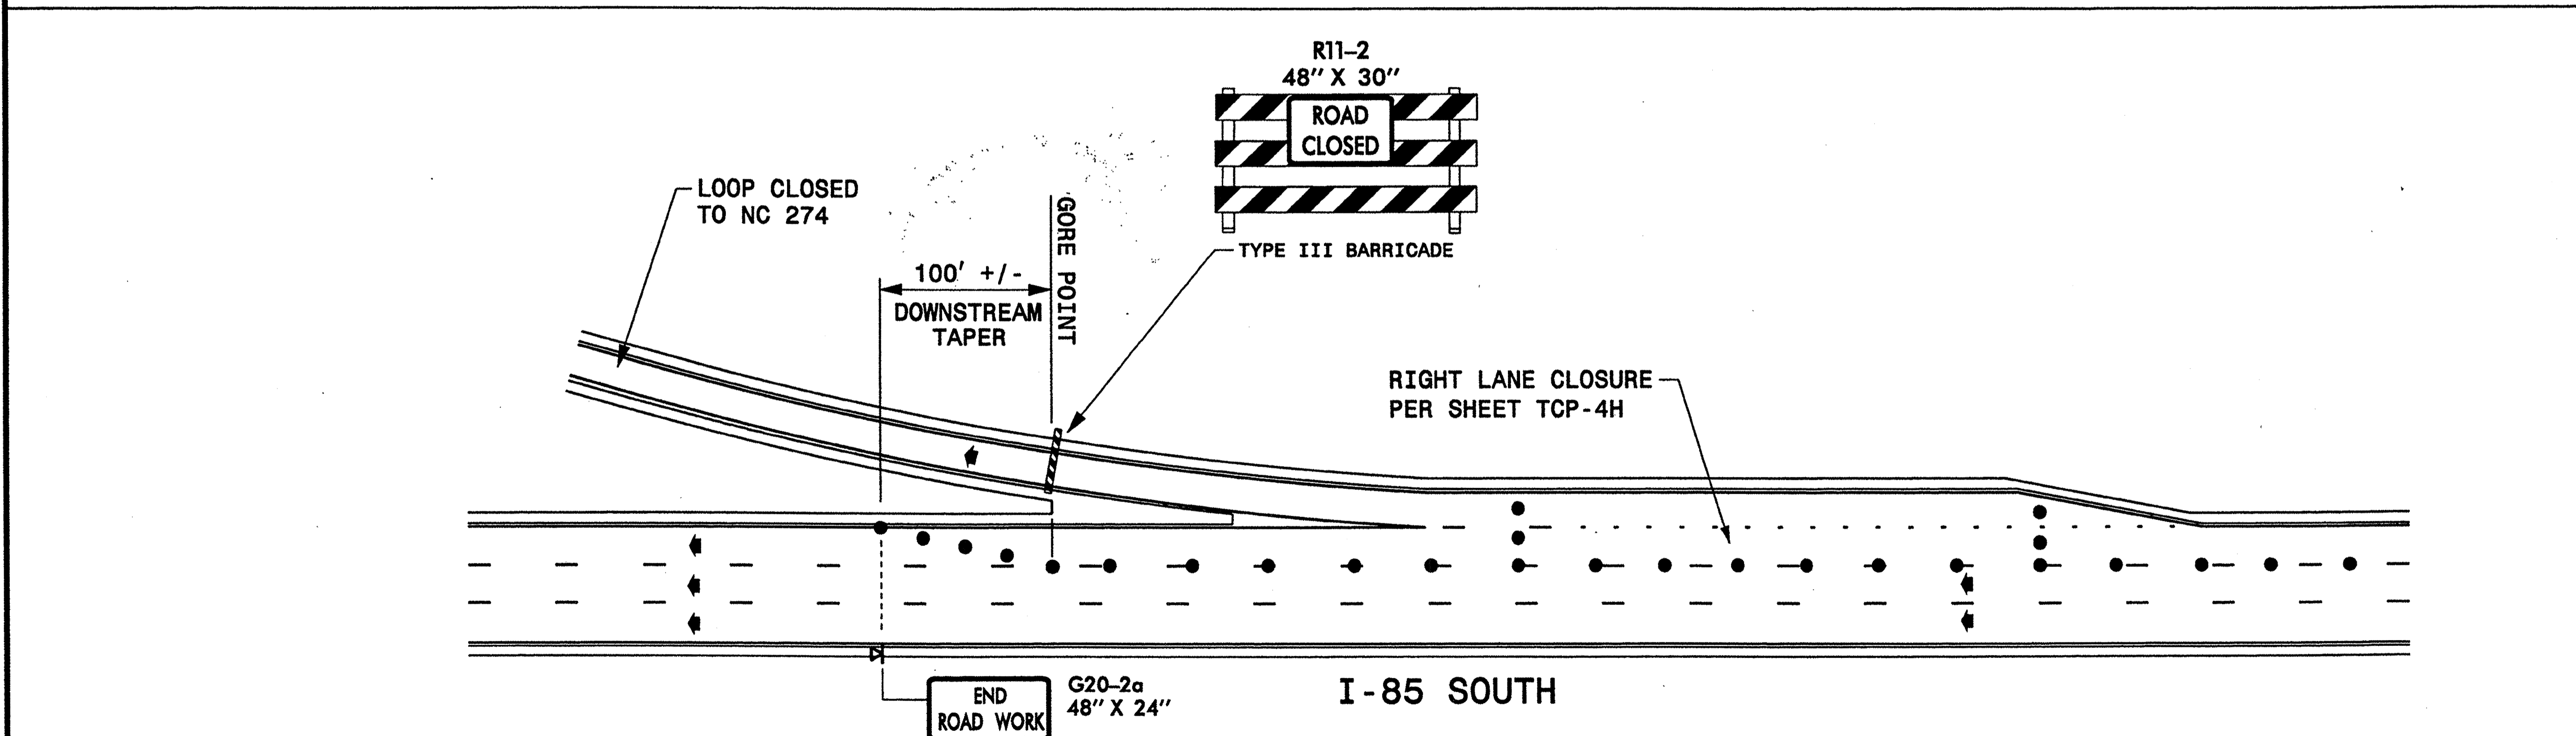 R11-2
48" X 30"
ROAD
CLOSED
LOOP CLOSED
TO NC 274
GORE POINT
TYPE III BARRICADE
100' +/-
DOWNSTREAM
TAPER
RIGHT LANE CLOSURE
PER SHEET TCP-4H
END
ROAD WORK
G20-2a
48" X 24"
I-85 SOUTH